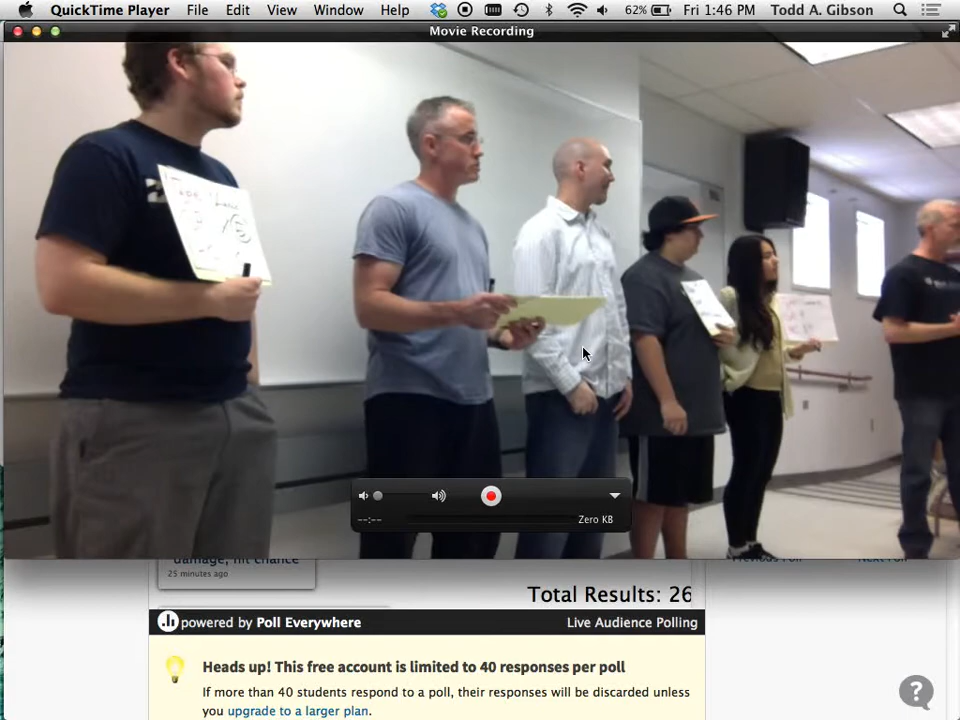 QuickTime Player File Edit View Window Help 62% Fri 1:46 PM Todd A. Gibson
Movie Recording
--:-- Zero KB
damage, hit chance
25 minutes ago
Total Results: 26
powered by Poll Everywhere Live Audience Polling
Heads up! This free account is limited to 40 responses per poll
If more than 40 students respond to a poll, their responses will be discarded unless
you upgrade to a larger plan.
?